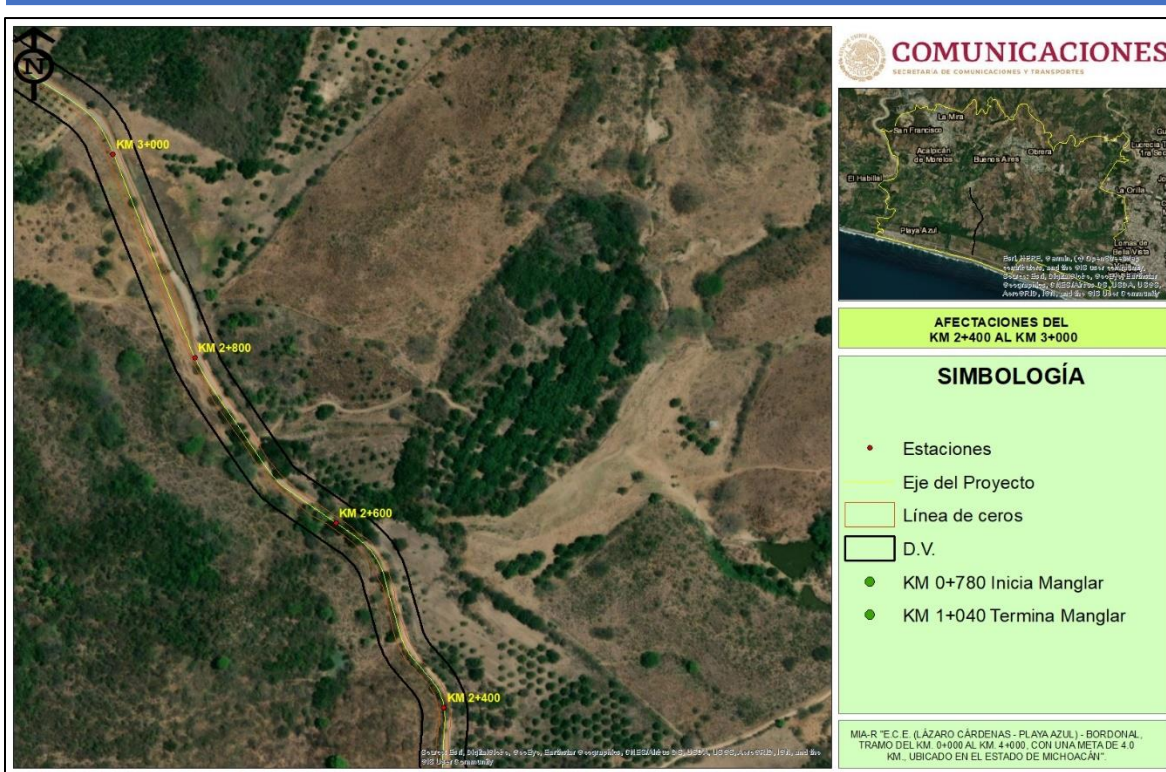 N
KM 3+000
KM 2+800
KM 2+600
KM 2+400
COMUNICACIONES
SECRETARÍA DE COMUNICACIONES Y TRANSPORTES
La Mira
San Francisco
Acalpican
de Morelos
Buenos Aires
Obrera
El Habillal
La Orilla
Playa Azul
Lomas de
Bella Vista
AFECTACIONES DEL
KM 2+400 AL KM 3+000
SIMBOLOGÍA
Estaciones
Eje del Proyecto
Línea de ceros
D.V.
KM 0+780 Inicia Manglar
KM 1+040 Termina Manglar
MIA-R "E.C.E. (LÁZARO CÁRDENAS - PLAYA AZUL) - BORDONAL,
TRAMO DEL KM. 0+000 AL KM. 4+000, CON UNA META DE 4.0
KM., UBICADO EN EL ESTADO DE MICHOACÁN".